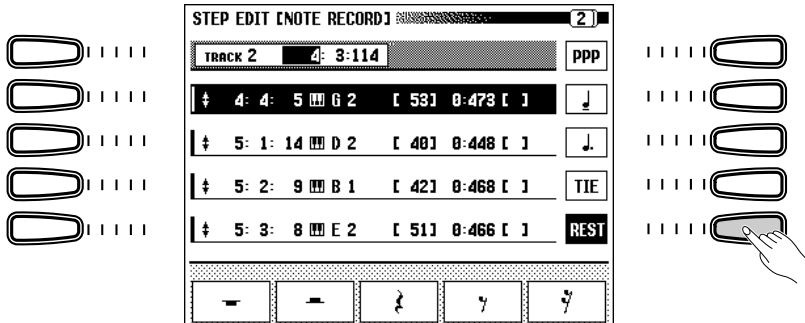 STEP EDIT [NOTE RECORD] 2
TRACK 2 4: 3:114 PPP
4: 4: 5 G 2 [ 53] 0:473 [ ]
5: 1: 14 D 2 [ 40] 0:448 [ ]
5: 2: 9 B 1 [ 42] 0:468 [ ] TIE
5: 3: 8 E 2 [ 51] 0:466 [ ] REST